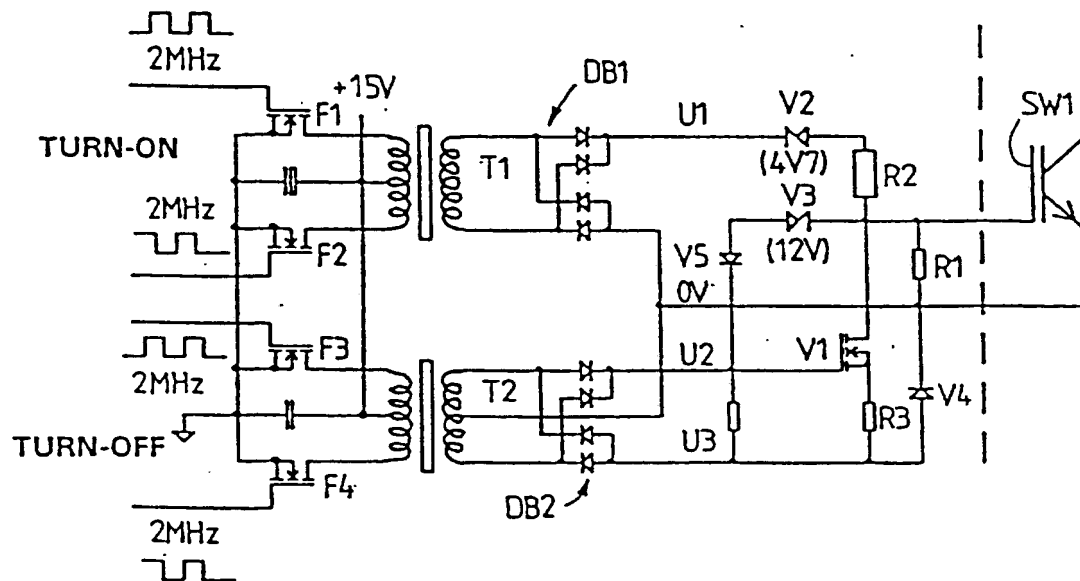 2MHz
+15V
F1
TURN-ON
2MHz
F2
T1
DB1
U1
V2
(4V7)
R2
V3
(12V)
V5
R1
SW1
0V
F3
2MHz
TURN-OFF
F4
2MHz
T2
DB2
U2
V1
U3
R3
V4